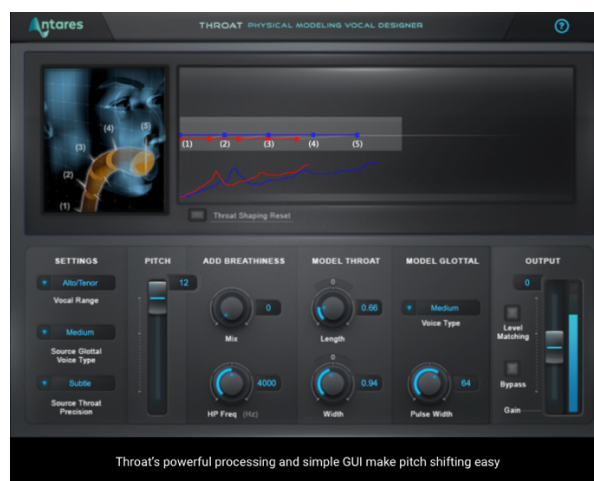 Antares
THROAT PHYSICAL MODELING VOCAL DESIGNER
?
(4)
(5)
(3)
(2)
(1)
(1) (2) (3) (4) (5)
Throat Shaping Reset
SETTINGS
Alto/Tenor
Vocal Range
Medium
Source Glottal
Voice Type
Subtle
Source Throat
Precision
PITCH
12
ADD BREATHINESS
0
Mix
4000
HP Freq (Hz)
MODEL THROAT
0
0.66
Length
0
0.94
Width
MODEL GLOTTAL
Medium
Voice Type
64
Pulse Width
OUTPUT
0
Level
Matching
Bypass
Gain
Throat's powerful processing and simple GUI make pitch shifting easy